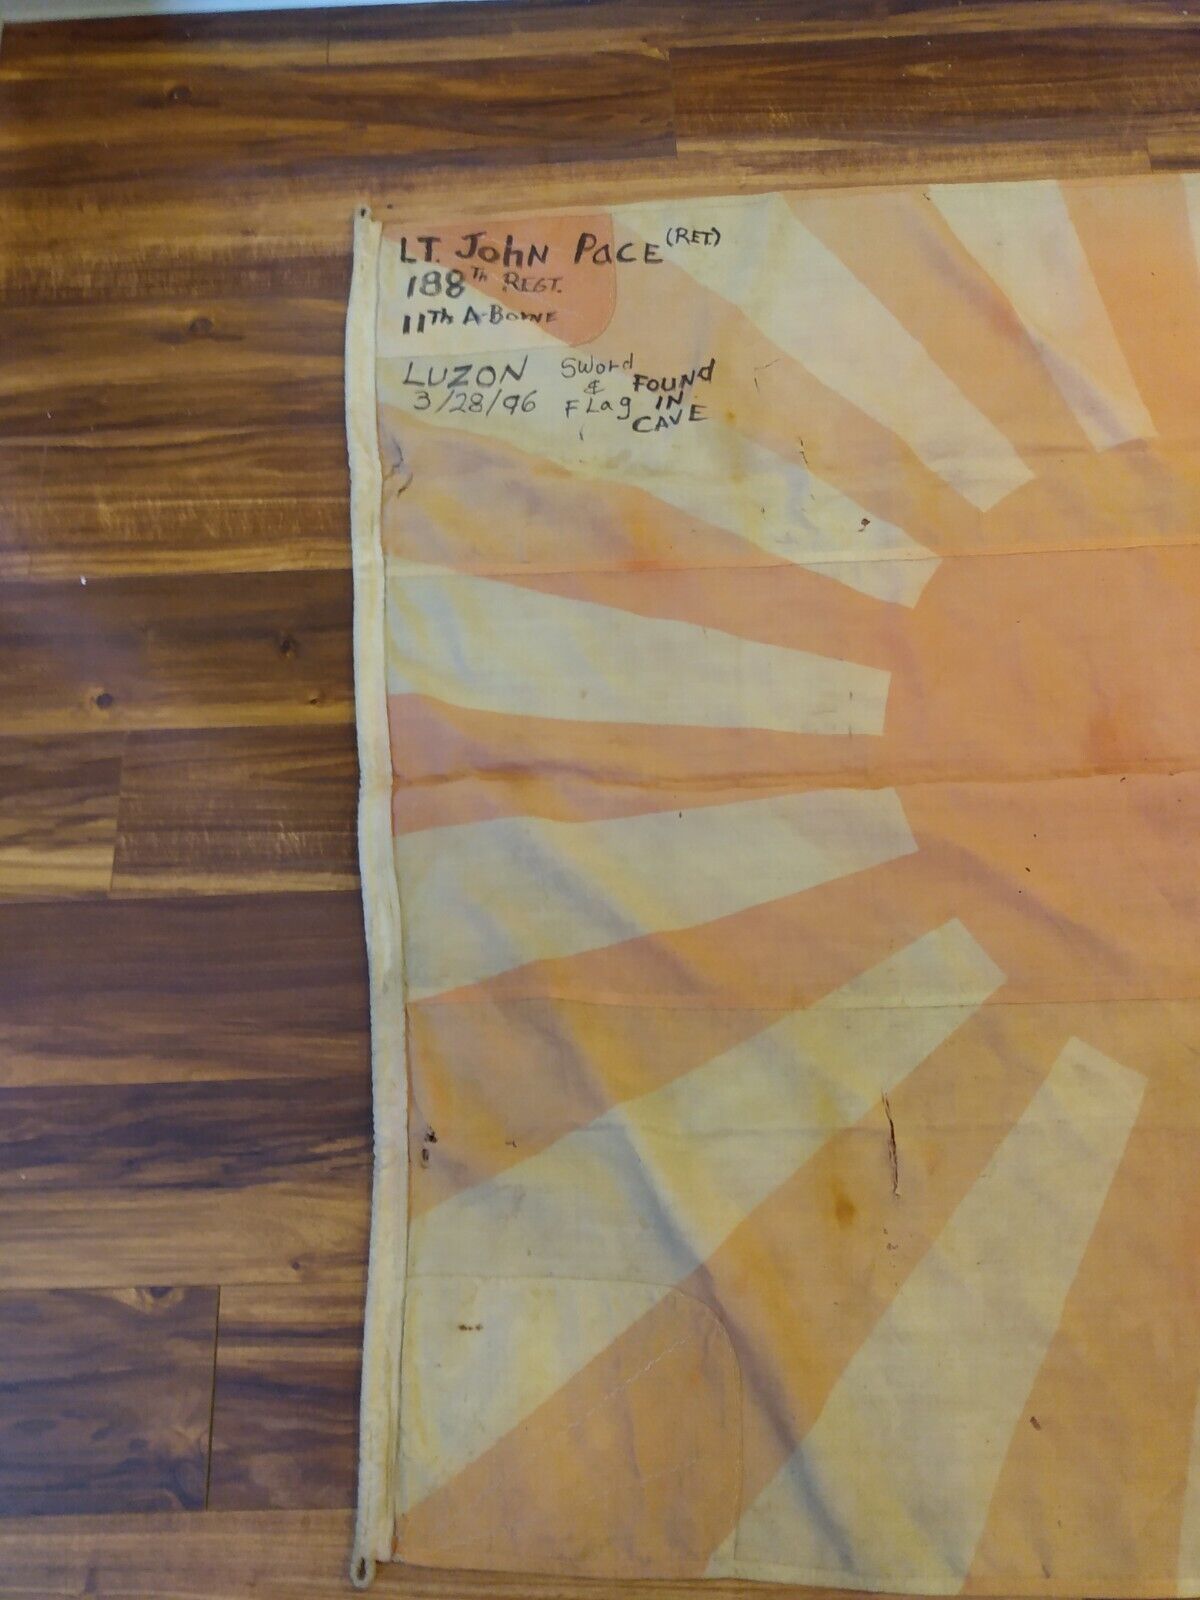 LT. John PaCE (RET.)
188Th REGT.
11Th A-BoRNE
LUZON
3/28/96
Sword
&
FLag
FOUNd
IN
CAVE